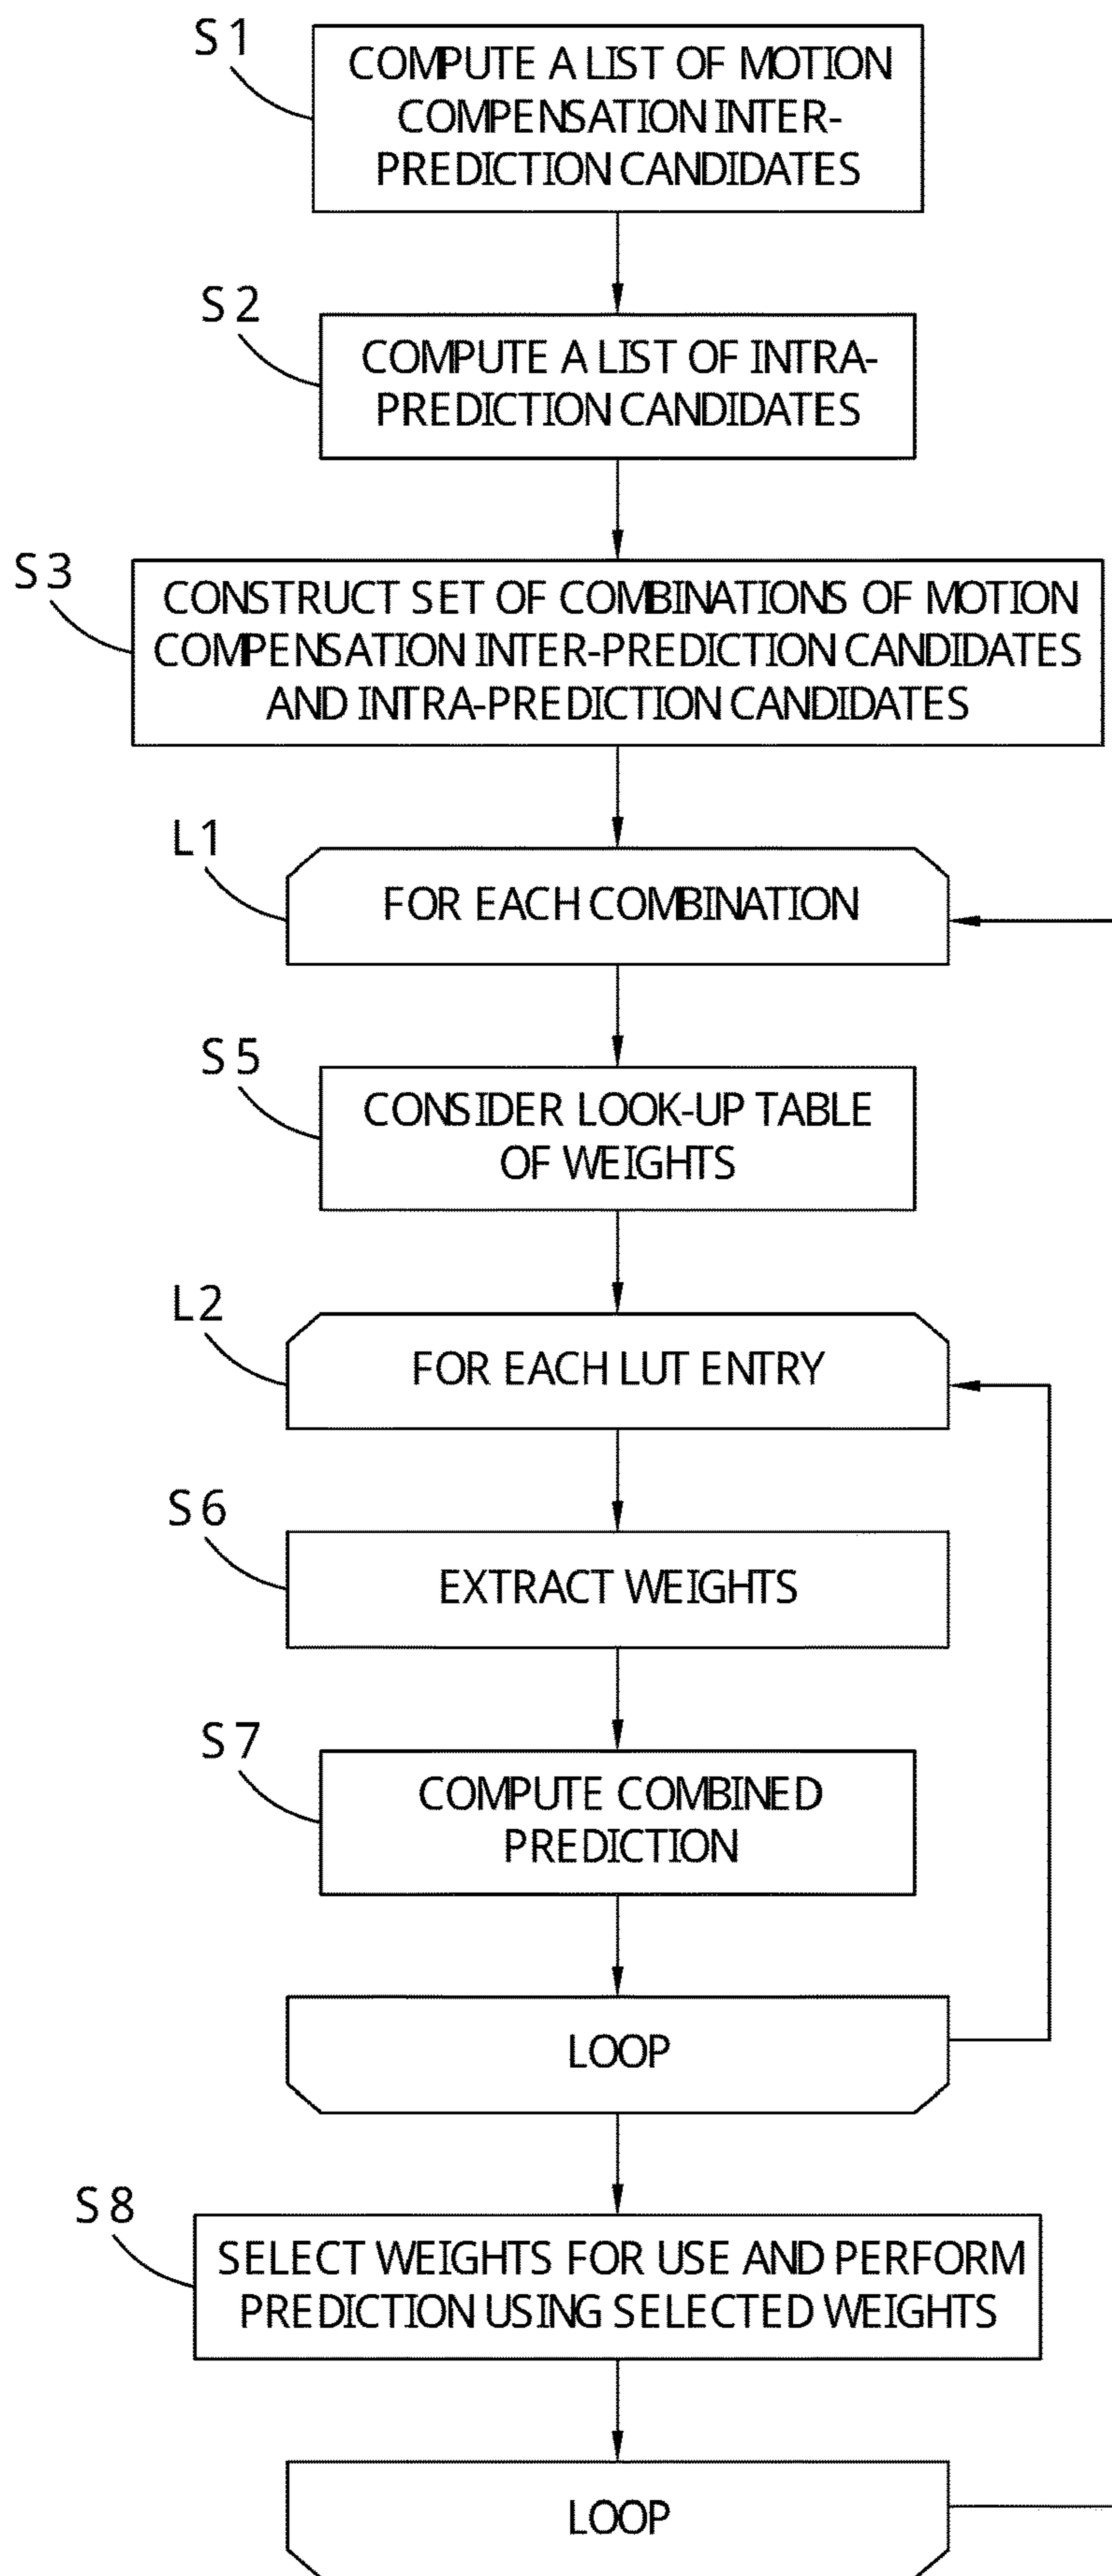 S1
COMPUTE A LIST OF MOTION
COMPENSATION INTER-
PREDICTION CANDIDATES
S2
COMPUTE A LIST OF INTRA-
PREDICTION CANDIDATES
S3
CONSTRUCT SET OF COMBINATIONS OF MOTION
COMPENSATION INTER-PREDICTION CANDIDATES
AND INTRA-PREDICTION CANDIDATES
L1
FOR EACH COMBINATION
S5
CONSIDER LOOK-UP TABLE
OF WEIGHTS
L2
FOR EACH LUT ENTRY
S6
EXTRACT WEIGHTS
S7
COMPUTE COMBINED
PREDICTION
LOOP
S8
SELECT WEIGHTS FOR USE AND PERFORM
PREDICTION USING SELECTED WEIGHTS
LOOP